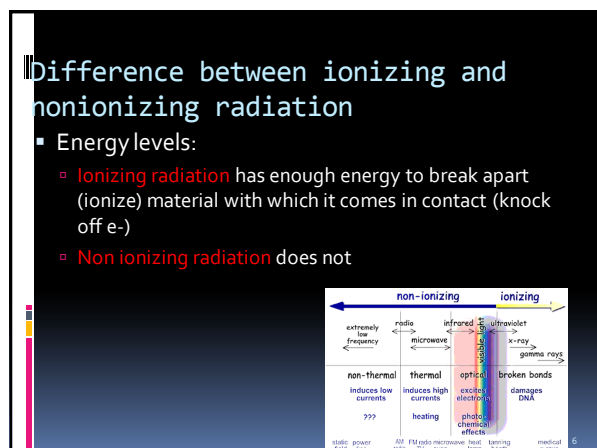 Difference between ionizing and
nonionizing radiation
▪ Energy levels:
▫ Ionizing radiation has enough energy to break apart
(ionize) material with which it comes in contact (knock
off e-)
▫ Non ionizing radiation does not
non-ionizing ionizing
extremely low frequency radio microwave infrared visible light ultraviolet x-ray gamma rays
non-thermal thermal optical broken bonds
induces low currents induces high currents excites electrons damages DNA
??? heating photo chemical effects
static power AM FM radio microwave heat tanning medical
6